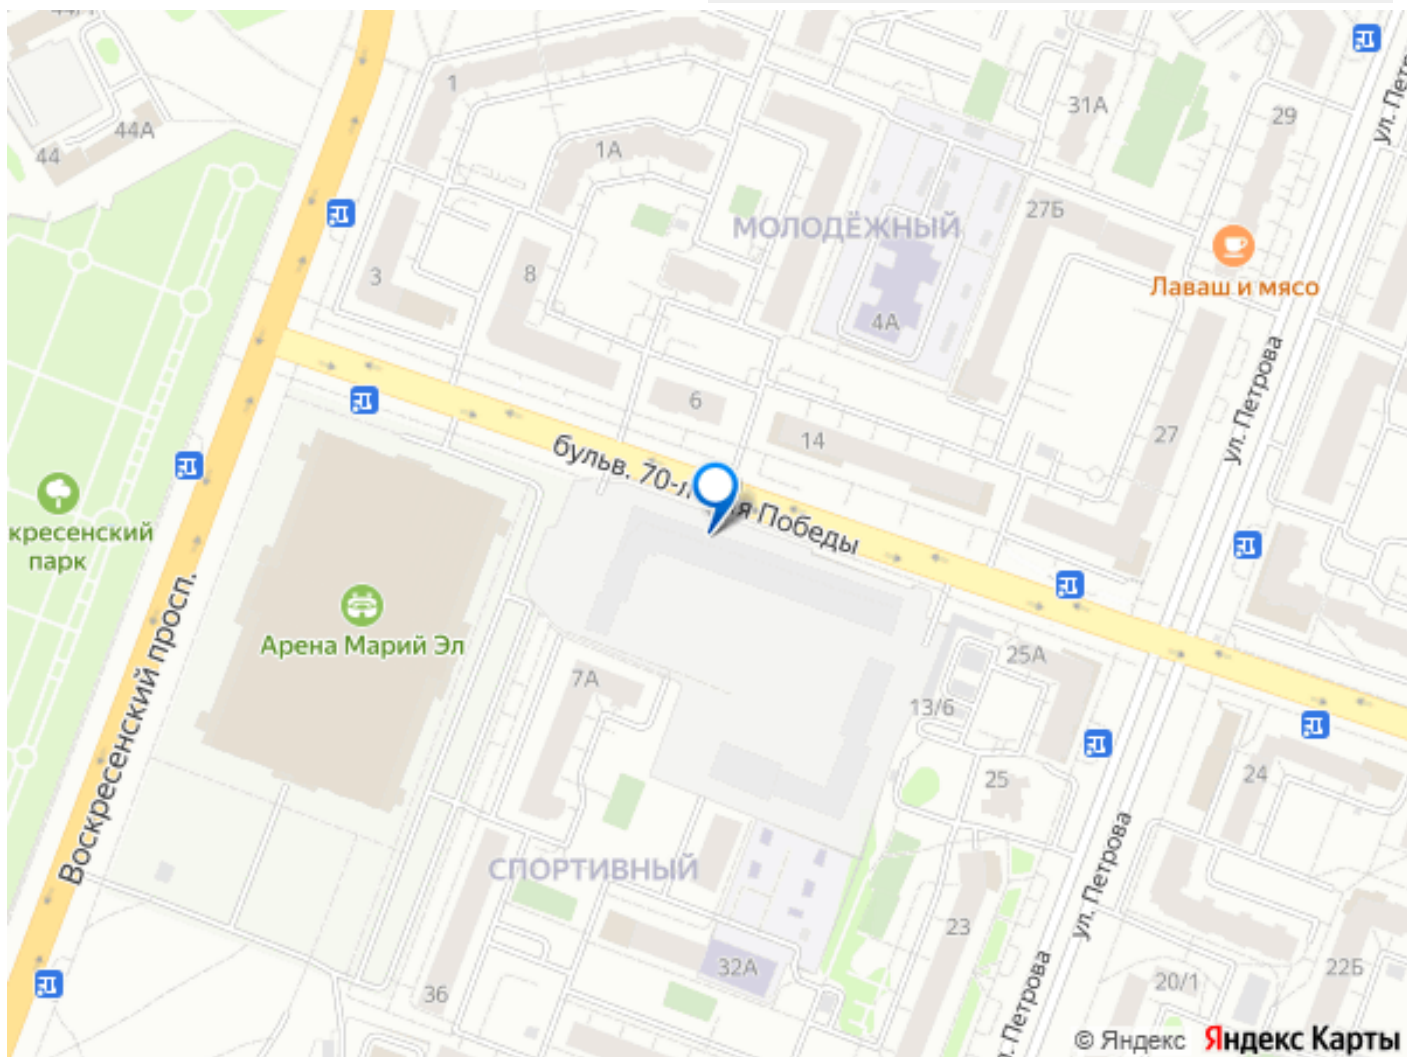 44А
44
1
1А
31А
29
ул. Петрова
МОЛОДЁЖНЫЙ
27Б
3
8
4А
Лаваш и мясо
6
14
27
ул. Петрова
бульв. 70-л
я Победы
кресенский
парк
Арена Марий Эл
Воскресенский просп.
7А
25А
13/6
25
24
СПОРТИВНЫЙ
23
32А
36
ул. Петрова
л. Петрова
20/1
22Б
© Яндекс Яндекс Карты